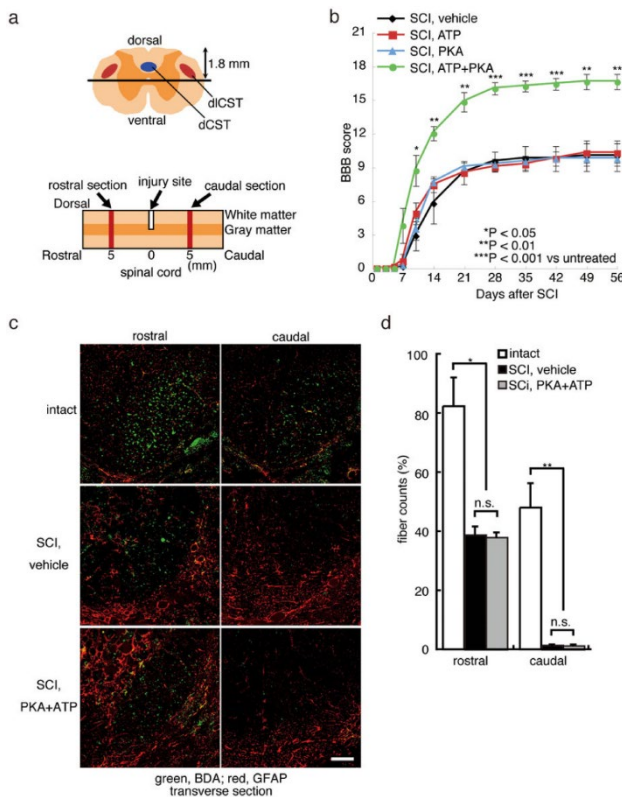 a
dorsal
1.8 mm
dlCST
ventral
dCST
rostral section
injury site
caudal section
Dorsal
White matter
Gray matter
Rostral
5
0
5
(mm)
Caudal
spinal cord
b
SCI, vehicle
SCI, ATP
SCI, PKA
SCI, ATP+PKA
21
18
15
12
9
6
3
0
BBB score
*
**
**
***
***
***
**
**
*P < 0.05
**P < 0.01
***P < 0.001 vs untreated
7 14 21 28 35 42 49 56
Days after SCI
c
rostral
caudal
intact
SCI,
vehicle
SCI,
PKA+ATP
green, BDA; red, GFAP
transverse section
d
intact
SCI, vehicle
SCi, PKA+ATP
100
80
60
40
20
0
fiber counts (%)
*
n.s.
**
n.s.
rostral
caudal